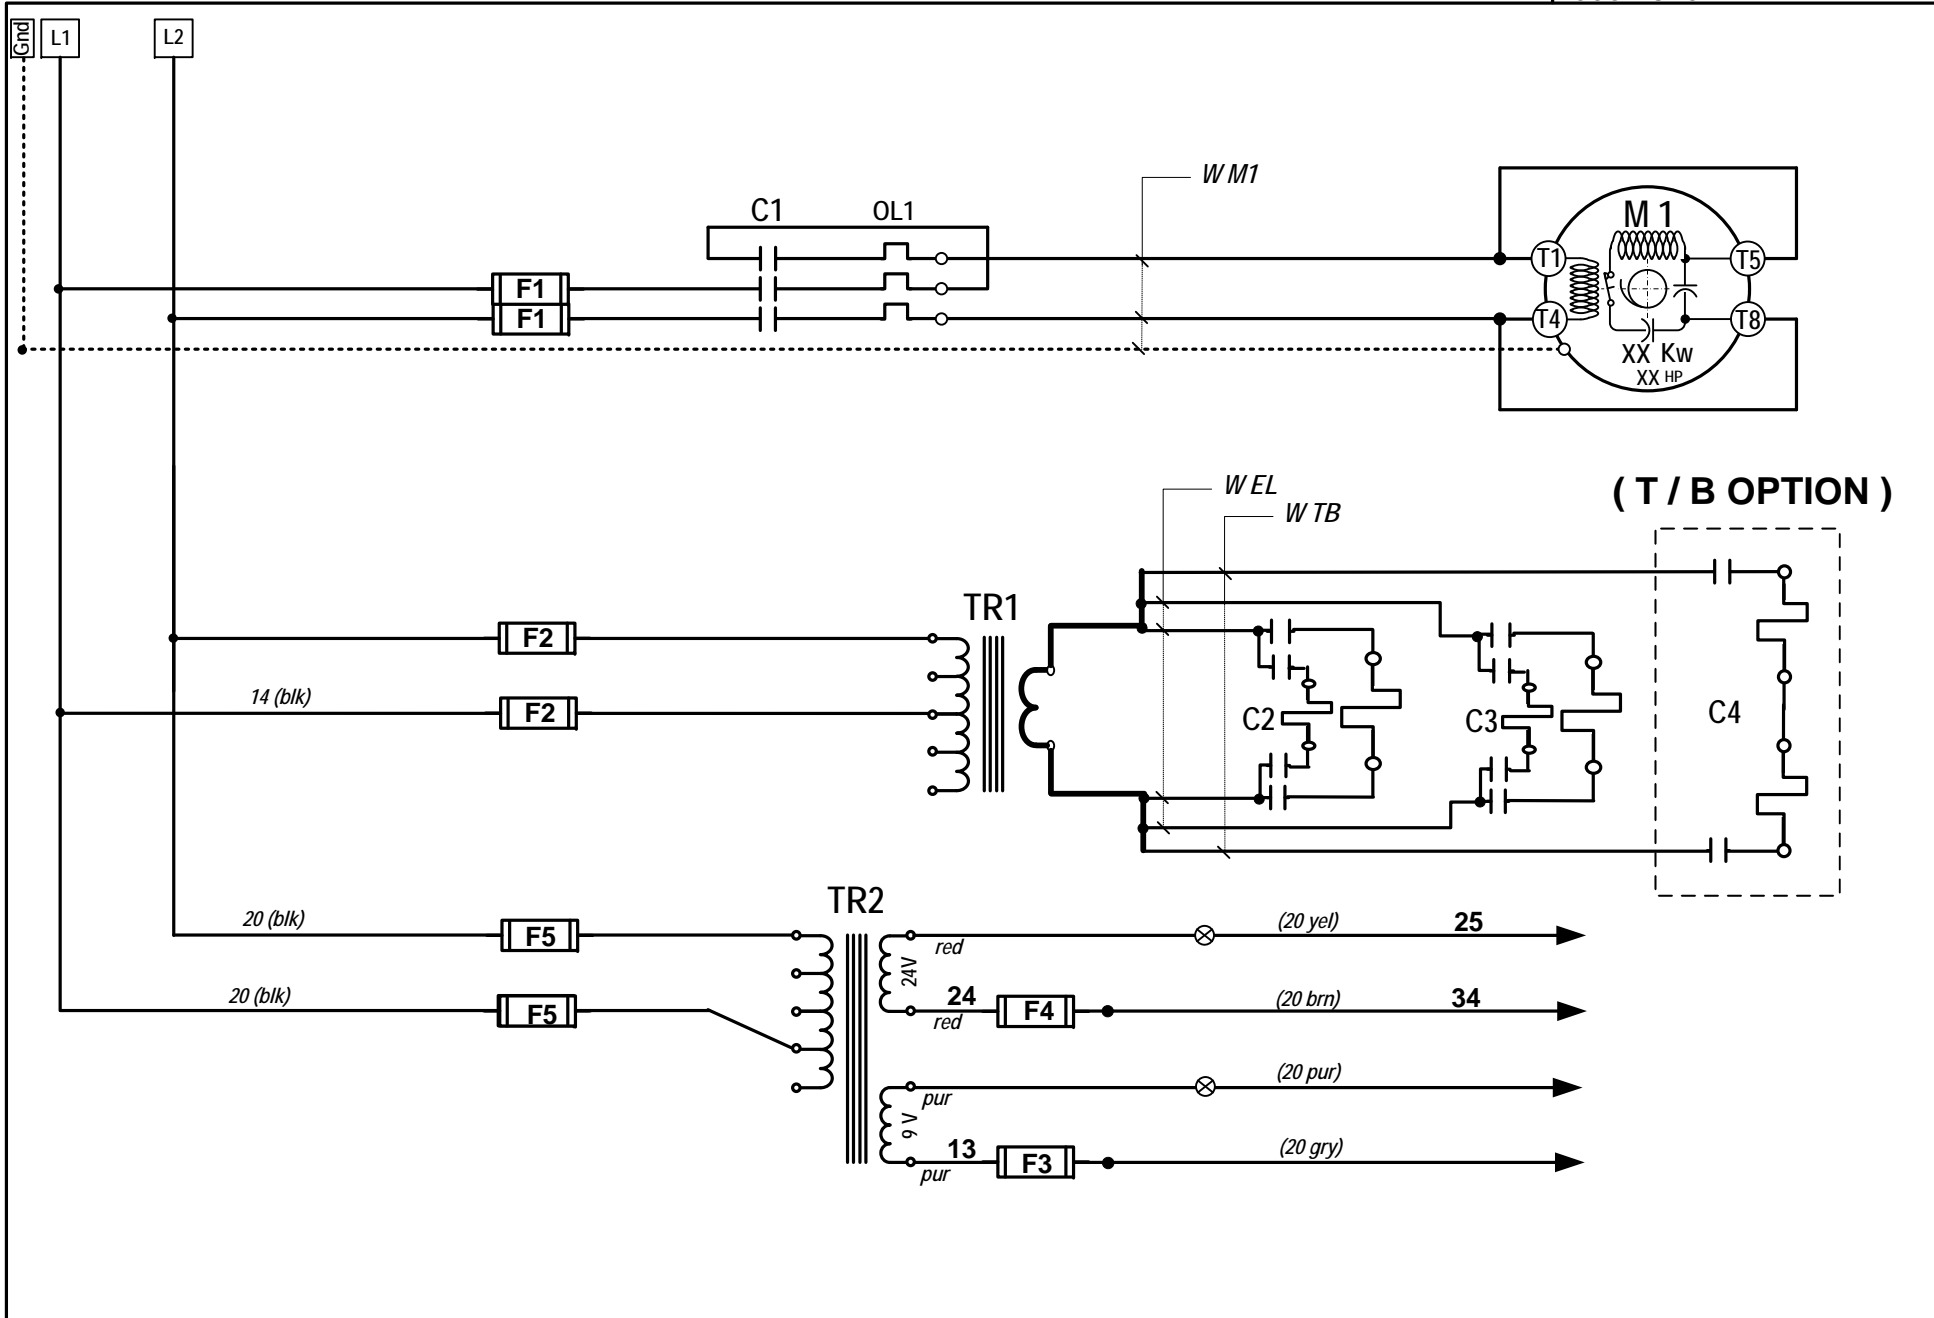 Gnd
L1
L2
W M1
C1
OL1
M 1
T1
T5
F1
F1
T4
T8
XX Kw
XX HP
W EL
W TB
( T / B OPTION )
TR1
F2
14 (blk)
F2
C2
C3
C4
TR2
20 (blk)
F5
red
(20 yel)
25
24V
20 (blk)
F5
24
red
F4
(20 brn)
34
pur
(20 pur)
9 V
13
pur
F3
(20 gry)